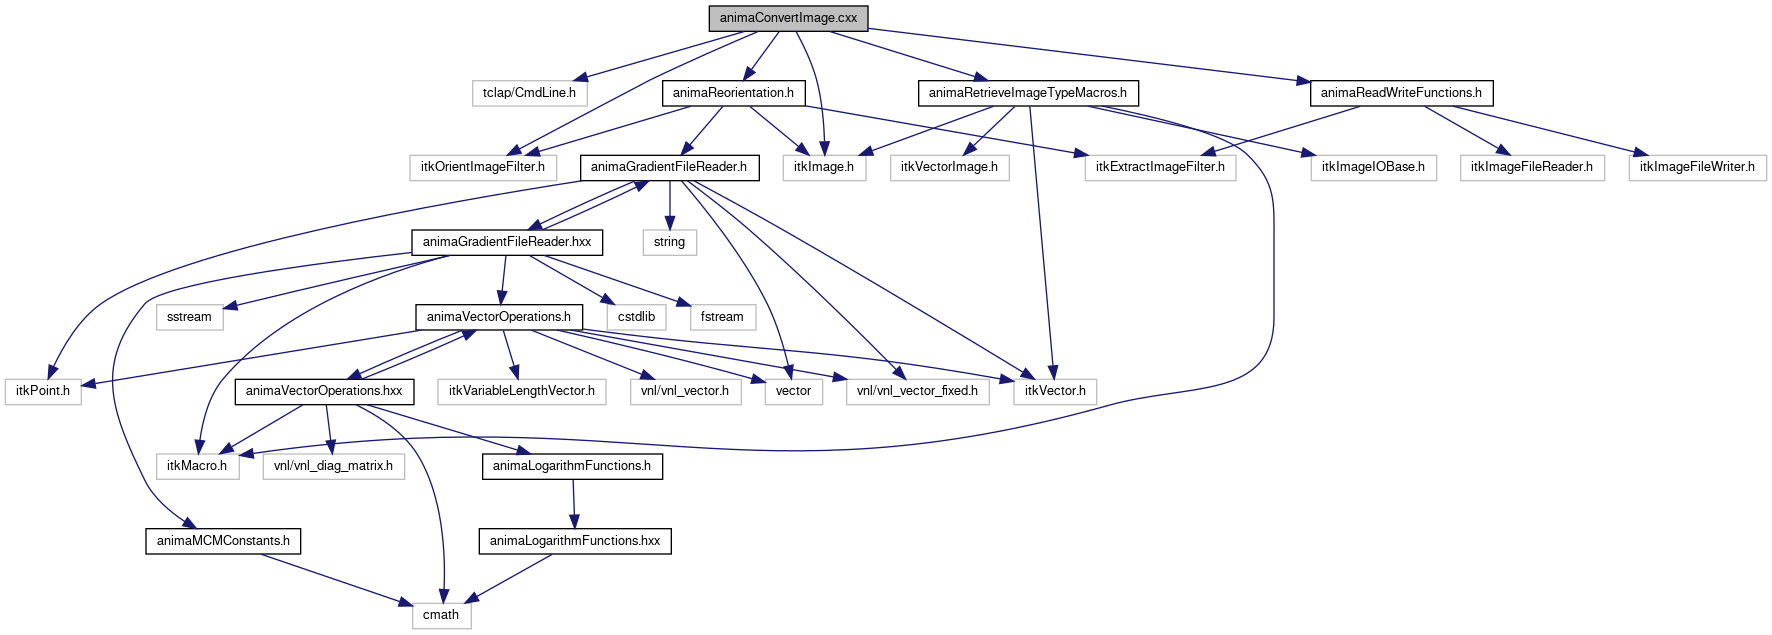 animaConvertImage.cxx
tclap/CmdLine.h
animaReorientation.h
animaRetrieveImageTypeMacros.h
animaReadWriteFunctions.h
itkOrientImageFilter.h
animaGradientFileReader.h
itkImage.h
itkVectorImage.h
itkExtractImageFilter.h
itkImageIOBase.h
itkImageFileReader.h
itkImageFileWriter.h
animaGradientFileReader.hxx
string
sstream
animaVectorOperations.h
cstdlib
fstream
itkPoint.h
animaVectorOperations.hxx
itkVariableLengthVector.h
vnl/vnl_vector.h
vector
vnl/vnl_vector_fixed.h
itkVector.h
itkMacro.h
vnl/vnl_diag_matrix.h
animaLogarithmFunctions.h
animaMCMConstants.h
animaLogarithmFunctions.hxx
cmath